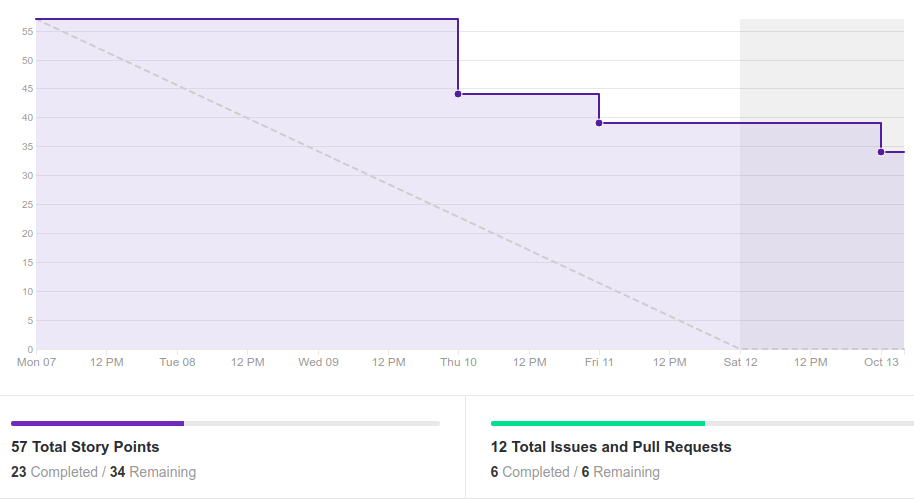 55
50
45
40
35
30
25
20
15
10
5
0
Mon 07 12 PM Tue 08 12 PM Wed 09 12 PM Thu 10 12 PM Fri 11 12 PM Sat 12 12 PM Oct 13
57 Total Story Points
23 Completed / 34 Remaining
12 Total Issues and Pull Requests
6 Completed / 6 Remaining